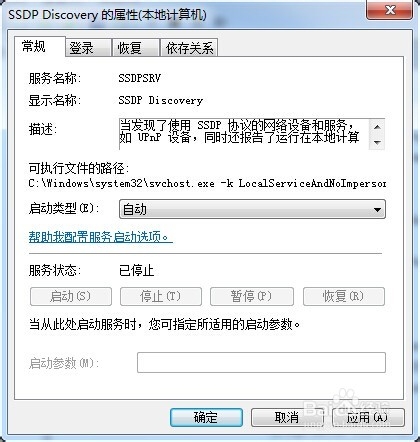 SSDP Discovery 的属性(本地计算机)
常规 登录 恢复 依存关系
服务名称: SSDPSRV
显示名称: SSDP Discovery
描述: 当发现了使用 SSDP 协议的网络设备和服务,
如 UPnP 设备,同时还报告了运行在本地计算
可执行文件的路径:
C:\Windows\system32\svchost.exe -k LocalServiceAndNoImperson
启动类型(E): 自动
帮助我配置服务启动选项。
服务状态: 已停止
启动(S) 停止(T) 暂停(P) 恢复(R)
当从此处启动服务时,您可指定所适用的启动参数。
启动参数(M):
确定 取消 应用(A)